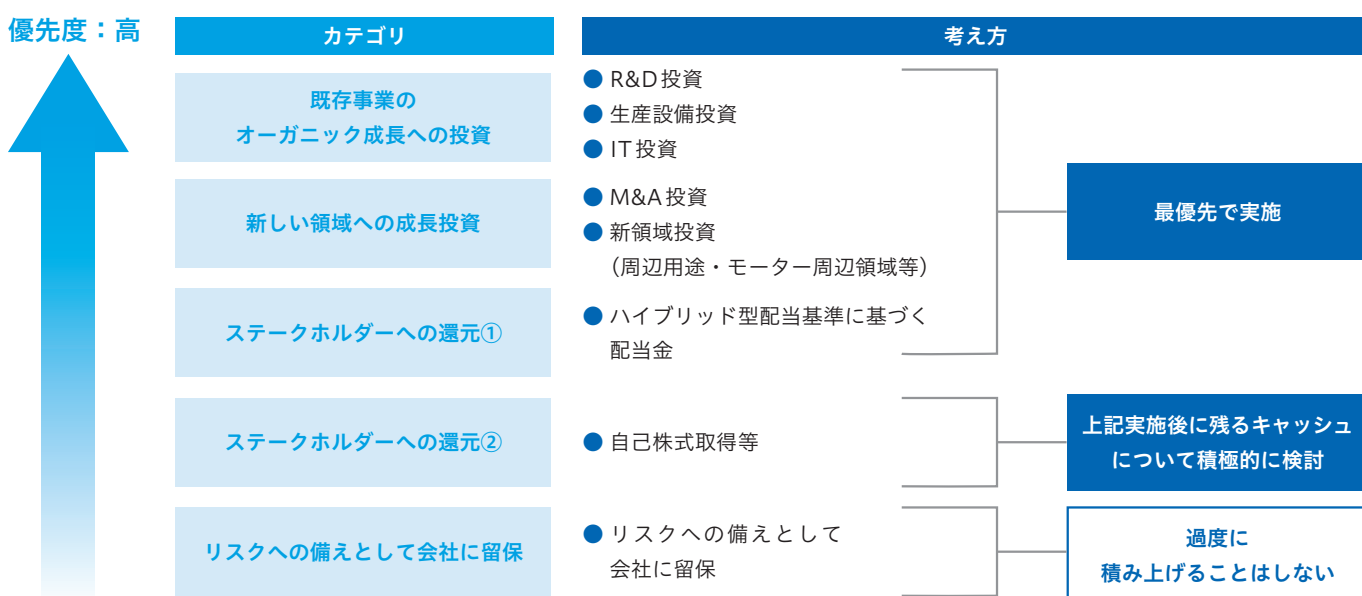 優先度：高
カテゴリ
考え方
既存事業の
オーガニック成長への投資
● R&D投資
● 生産設備投資
● IT投資
新しい領域への成長投資
● M&A投資
● 新領域投資
（周辺用途・モーター周辺領域等）
最優先で実施
ステークホルダーへの還元①
● ハイブリッド型配当基準に基づく
配当金
ステークホルダーへの還元②
● 自己株式取得等
上記実施後に残るキャッシュ
について積極的に検討
リスクへの備えとして会社に留保
● リスクへの備えとして
会社に留保
過度に
積み上げることはしない